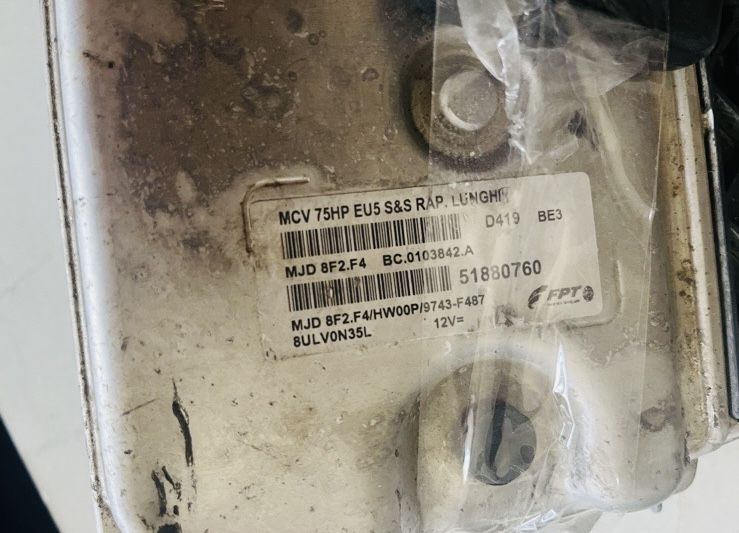 MCV 75HP EU5 S&S RAP. LUNGHI
D419 BE3
MJD 8F2.F4 BC.0103842.A
51880760
MJD 8F2.F4/HW00P/9743-F487
FPT
8ULV0N35L 12V=